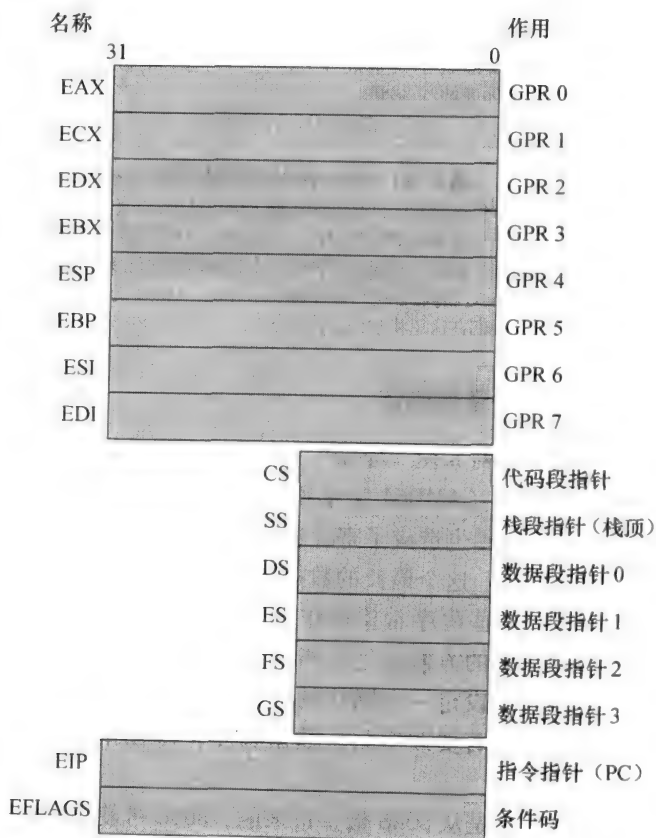 名称 作用
31 0
EAX GPR 0
ECX GPR 1
EDX GPR 2
EBX GPR 3
ESP GPR 4
EBP GPR 5
ESI GPR 6
EDI GPR 7
CS 代码段指针
SS 栈段指针（栈顶）
DS 数据段指针0
ES 数据段指针1
FS 数据段指针2
GS 数据段指针3
EIP 指令指针（PC）
EFLAGS 条件码